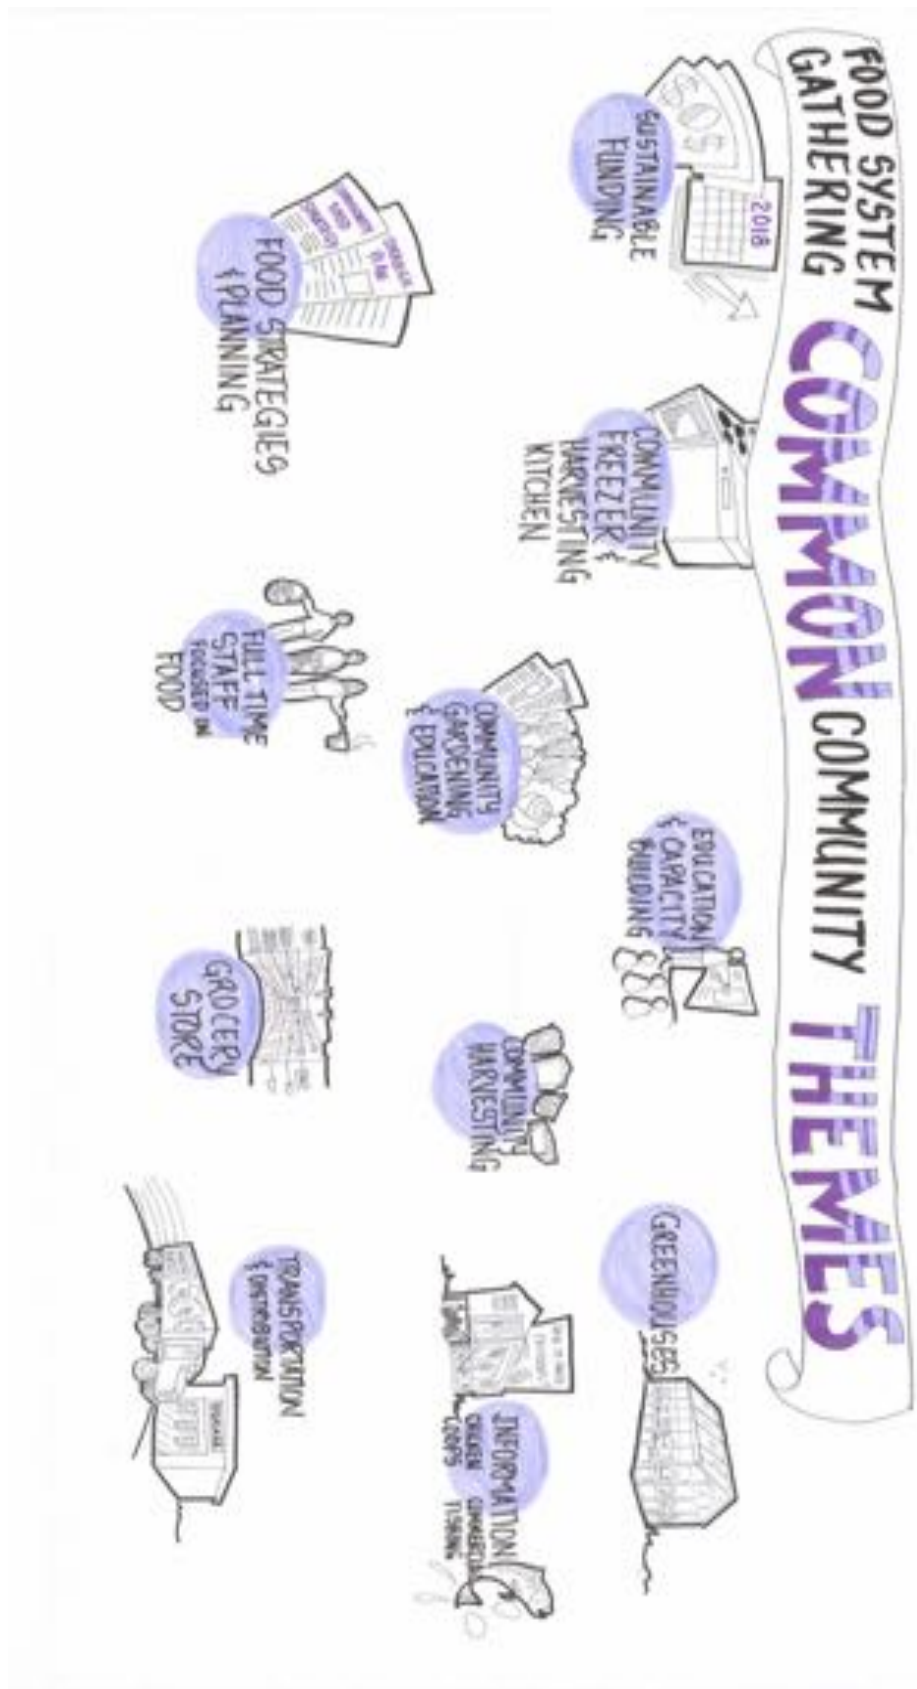 FOOD SYSTEM
GATHERING
COMMON
COMMUNITY
THEMES
SUSTAINABLE
FUNDING
2018
COMMUNITY
FREEZER &
HARVESTING
KITCHEN
EDUCATION
& CAPACITY
BUILDING
GREENHOUSES
FOOD STRATEGIES
& PLANNING
COMMUNITY
GARDENING
& EDUCATION
COMMUNITY
HARVESTING
INFORMATION
CHICKEN
COOPS
COMMERCIAL
FISHING
FULL TIME
STAFF
FOCUSED ON
FOOD
GROCERY
STORE
TRANSPORTATION
& DISTRIBUTION